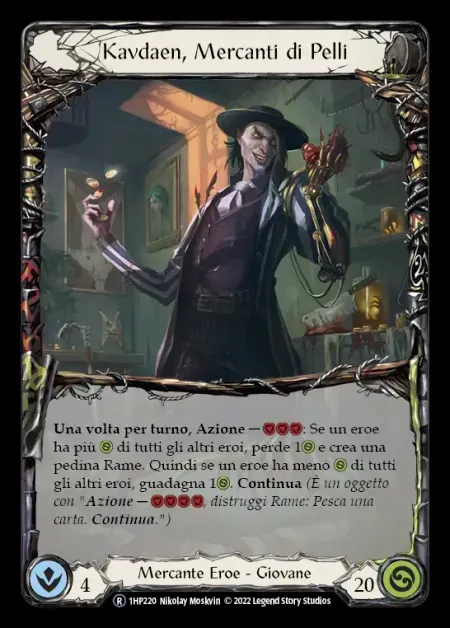 Kavdaen, Mercanti di Pelli
Una volta per turno, Azione — : Se un eroe
ha più di tutti gli altri eroi, perde 1 e crea una
pedina Rame. Quindi se un eroe ha meno di tutti
gli altri eroi, guadagna 1. Continua (È un oggetto
con "Azione — , distruggi Rame: Pesca una
carta. Continua.")
4
Mercante Eroe - Giovane
20
R 1HP220 Nikolay Moskvin © 2022 Legend Story Studios